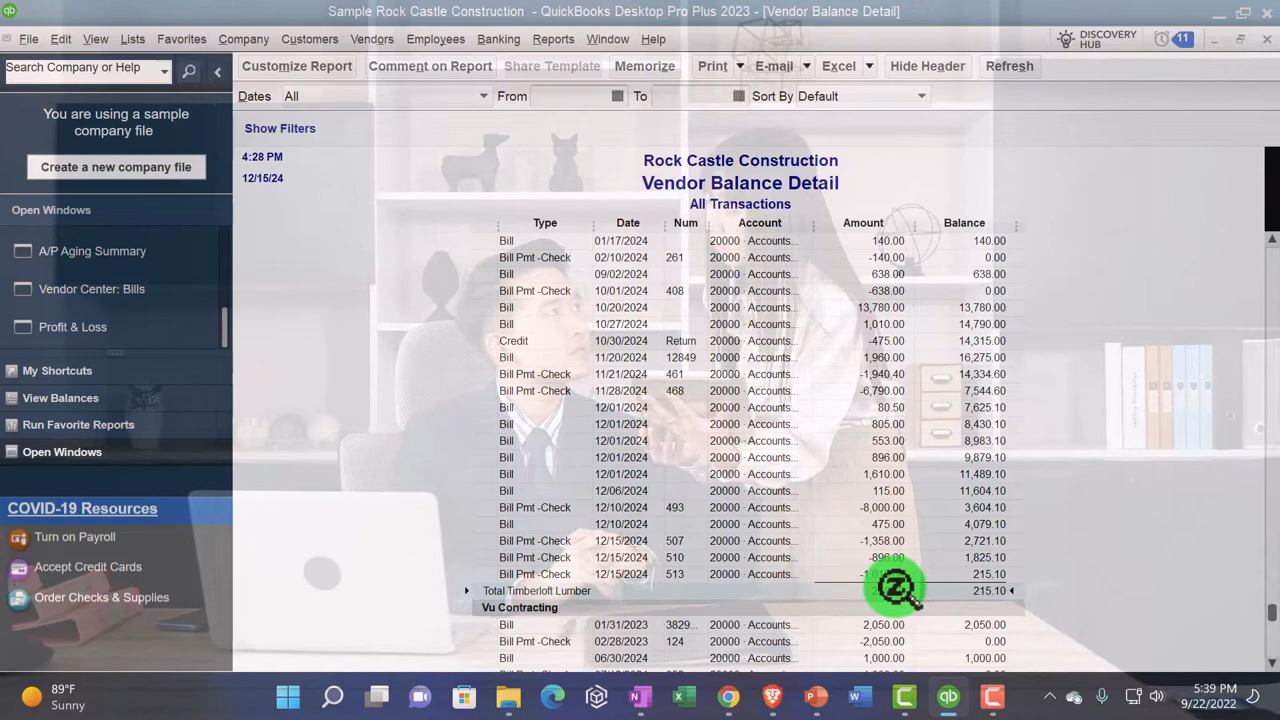 Sample Rock Castle Construction - QuickBooks Desktop Pro Plus 2023 - [Vendor Balance Detail]
File Edit View Lists Favorites Company Customers Vendors Employees Banking Reports Window Help
DISCOVERY HUB 11
Search Company or Help
Customize Report Comment on Report Share Template Memorize Print E-mail Excel Hide Header Refresh
Dates All From To Sort By Default
You are using a sample
company file
Create a new company file
Open Windows
A/P Aging Summary
Vendor Center: Bills
Profit & Loss
My Shortcuts
View Balances
Run Favorite Reports
Open Windows
COVID-19 Resources
Turn on Payroll
Accept Credit Cards
Order Checks & Supplies
Show Filters
4:28 PM
12/15/24
Rock Castle Construction
Vendor Balance Detail
All Transactions
Type Date Num Account Amount Balance
Bill 01/17/2024 20000 · Accounts... 140.00 140.00
Bill Pmt -Check 02/10/2024 261 20000 · Accounts... -140.00 0.00
Bill 09/02/2024 20000 · Accounts... 638.00 638.00
Bill Pmt -Check 10/01/2024 408 20000 · Accounts... -638.00 0.00
Bill 10/20/2024 20000 · Accounts... 13,780.00 13,780.00
Bill 10/27/2024 20000 · Accounts... 1,010.00 14,790.00
Credit 10/30/2024 Return 20000 · Accounts... -475.00 14,315.00
Bill 11/20/2024 12849 20000 · Accounts... 1,960.00 16,275.00
Bill Pmt -Check 11/21/2024 461 20000 · Accounts... -1,940.40 14,334.60
Bill Pmt -Check 11/28/2024 468 20000 · Accounts... -6,790.00 7,544.60
Bill 12/01/2024 20000 · Accounts... 80.50 7,625.10
Bill 12/01/2024 20000 · Accounts... 805.00 8,430.10
Bill 12/01/2024 20000 · Accounts... 553.00 8,983.10
Bill 12/01/2024 20000 · Accounts... 896.00 9,879.10
Bill 12/01/2024 20000 · Accounts... 1,610.00 11,489.10
Bill 12/06/2024 20000 · Accounts... 115.00 11,604.10
Bill Pmt -Check 12/10/2024 493 20000 · Accounts... -8,000.00 3,604.10
Bill 12/10/2024 20000 · Accounts... 475.00 4,079.10
Bill Pmt -Check 12/15/2024 507 20000 · Accounts... -1,358.00 2,721.10
Bill Pmt -Check 12/15/2024 510 20000 · Accounts... -896.00 1,825.10
Bill Pmt -Check 12/15/2024 513 20000 · Accounts... 215.10
Total Timberloft Lumber 215.10
Vu Contracting
Bill 01/31/2023 3829... 20000 · Accounts... 2,050.00 2,050.00
Bill Pmt -Check 02/28/2023 124 20000 · Accounts... -2,050.00 0.00
Bill 06/30/2023 20000 · Accounts... 1,000.00 1,000.00
89°F
Sunny
5:39 PM
9/22/2022